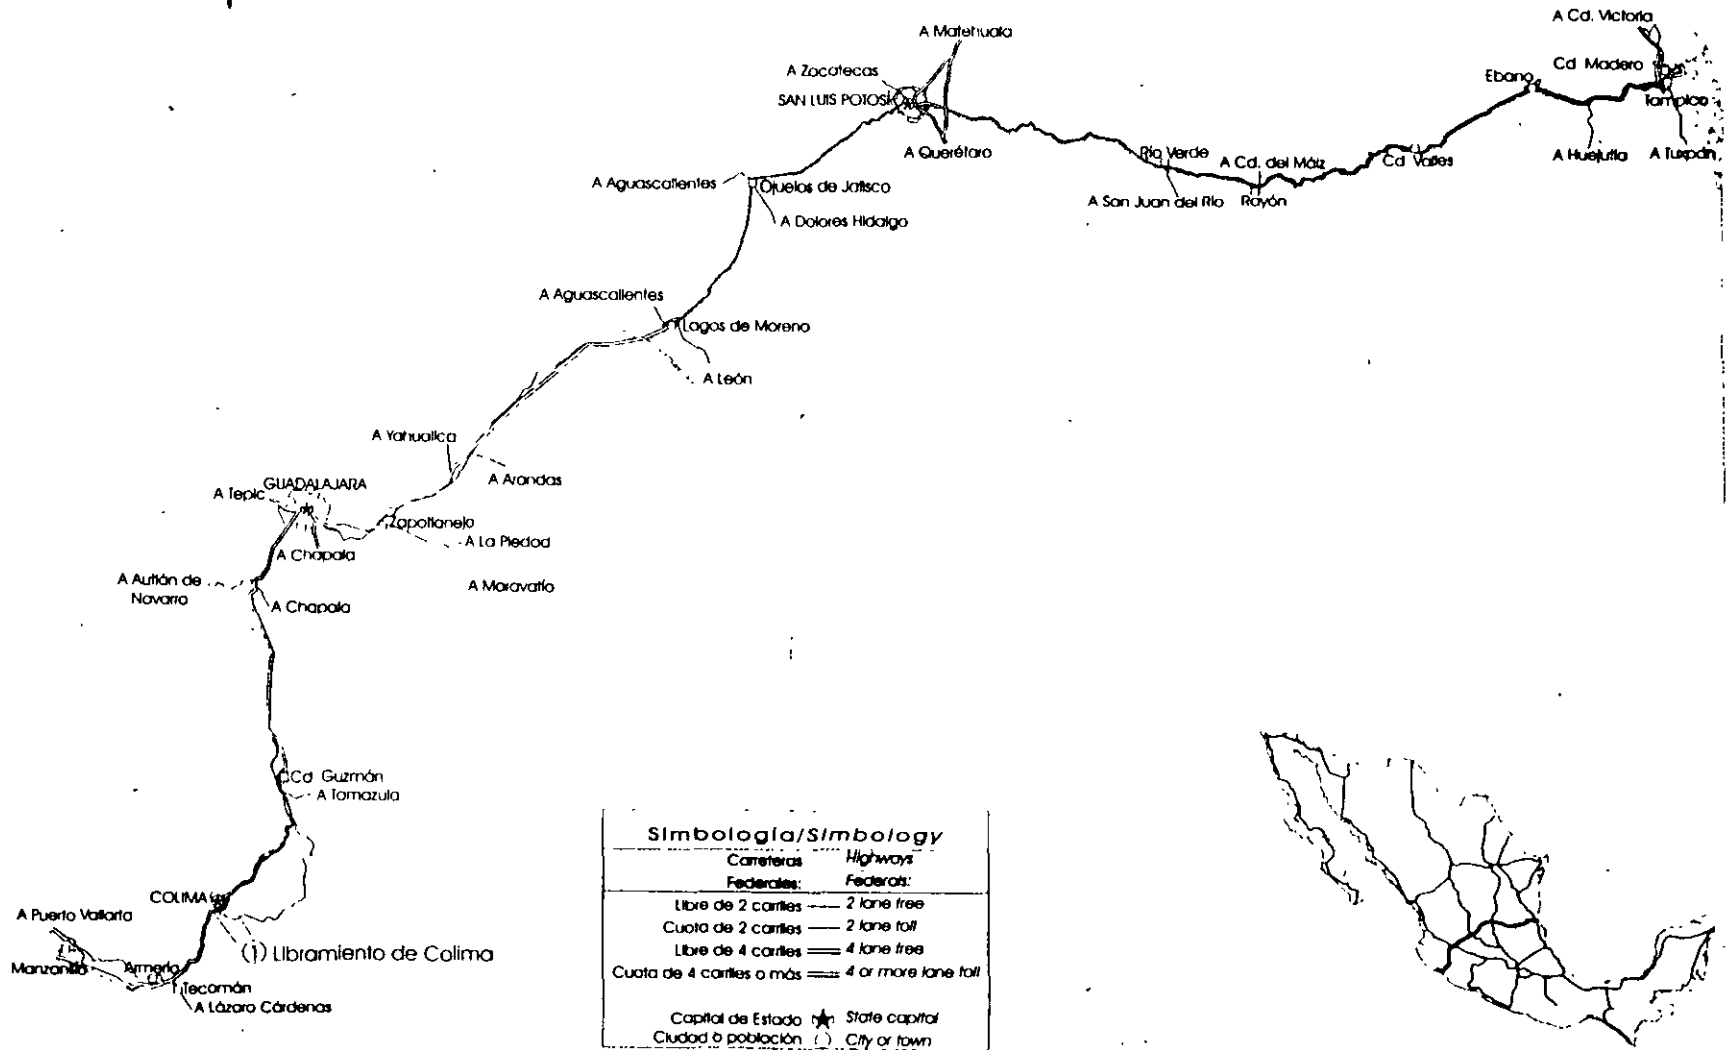 A Cd. Victoria
A Matehuala
Cd Madero
A Zacatecas
Ebano
SAN LUIS POTOSI
Tampico
A Querétaro
Río Verde
A Cd. del Máiz
Cd Valles
A Huejutla
A Tuxpán
A Aguascalientes
Ojuelos de Jalisco
A San Juan del Río
Rayón
A Dolores Hidalgo
A Aguascalientes
Lagos de Moreno
A León
A Yahualica
A Arandas
GUADALAJARA
A Tepic
Zapotlanejo
A La Piedad
A Chapala
A Autlán de
Navarro
A Maravatío
A Chapala
Cd Guzmán
A Tamazula
COLIMA
A Puerto Vallarta
(1) Libramiento de Colima
Manzanillo
Armería
Tecomán
A Lázaro Cárdenas
Simbología/Simbology
Carreteras Highways
Federales: Federals:
Libre de 2 carriles 2 lane free
Cuota de 2 carriles 2 lane toll
Libre de 4 carriles 4 lane free
Cuota de 4 carriles o más 4 or more lane toll
Capital de Estado State capital
Ciudad ó población City or town